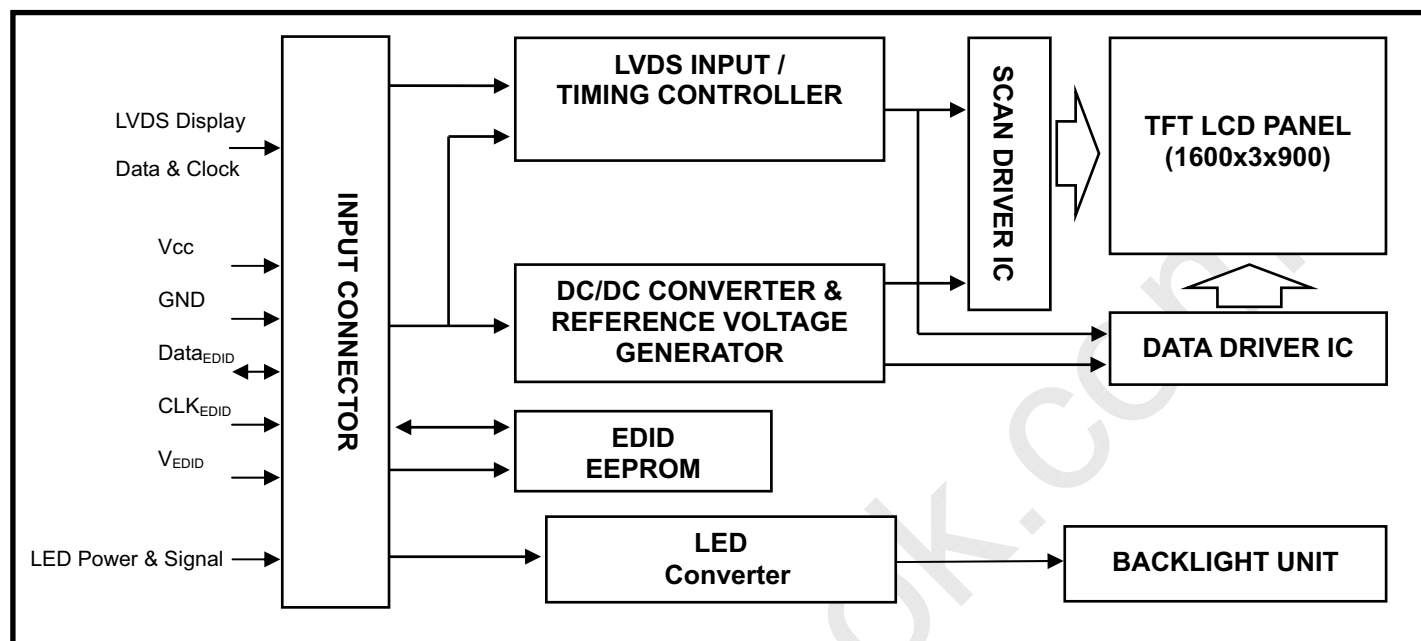 LVDS Display
Data & Clock
Vcc
GND
DataEDID
CLKEDID
VEDID
LED Power & Signal
INPUT CONNECTOR
LVDS INPUT /
TIMING CONTROLLER
DC/DC CONVERTER &
REFERENCE VOLTAGE
GENERATOR
EDID
EEPROM
LED
Converter
SCAN DRIVER IC
TFT LCD PANEL
(1600x3x900)
DATA DRIVER IC
BACKLIGHT UNIT